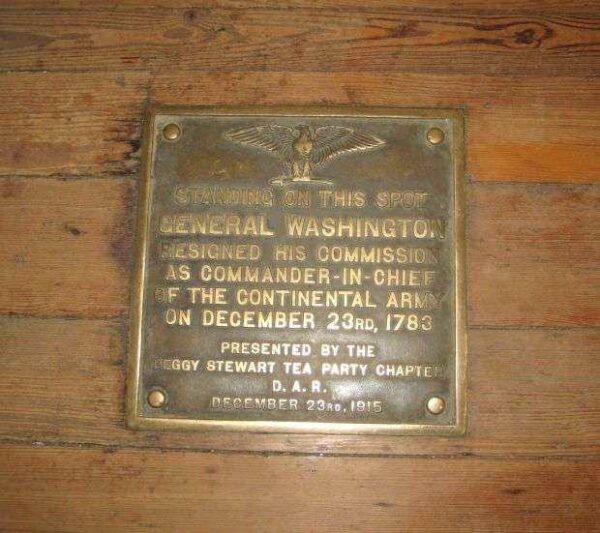 STANDING ON THIS SPOT
GENERAL WASHINGTON
RESIGNED HIS COMMISSION
AS COMMANDER-IN-CHIEF
OF THE CONTINENTAL ARMY
ON DECEMBER 23RD, 1783
PRESENTED BY THE
PEGGY STEWART TEA PARTY CHAPTER
D. A. R.
DECEMBER 23RD, 1915